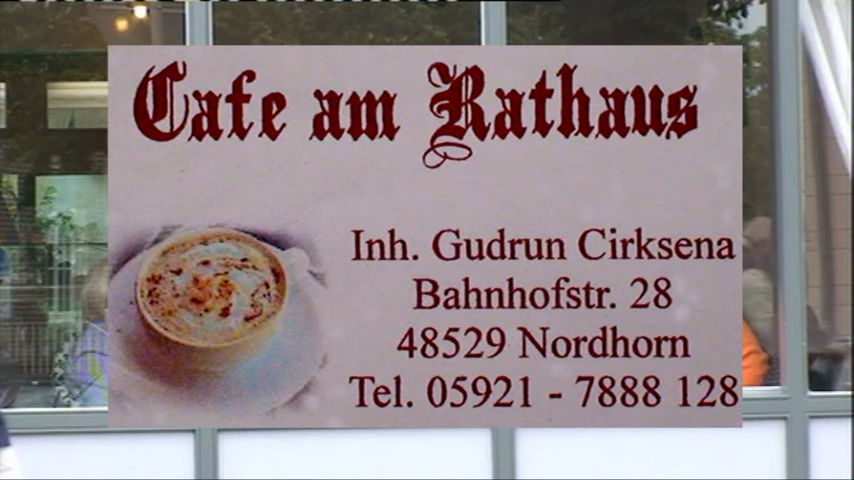 Cafe am Rathaus
Inh. Gudrun Cirksena
Bahnhofstr. 28
48529 Nordhorn
Tel. 05921 - 7888 128